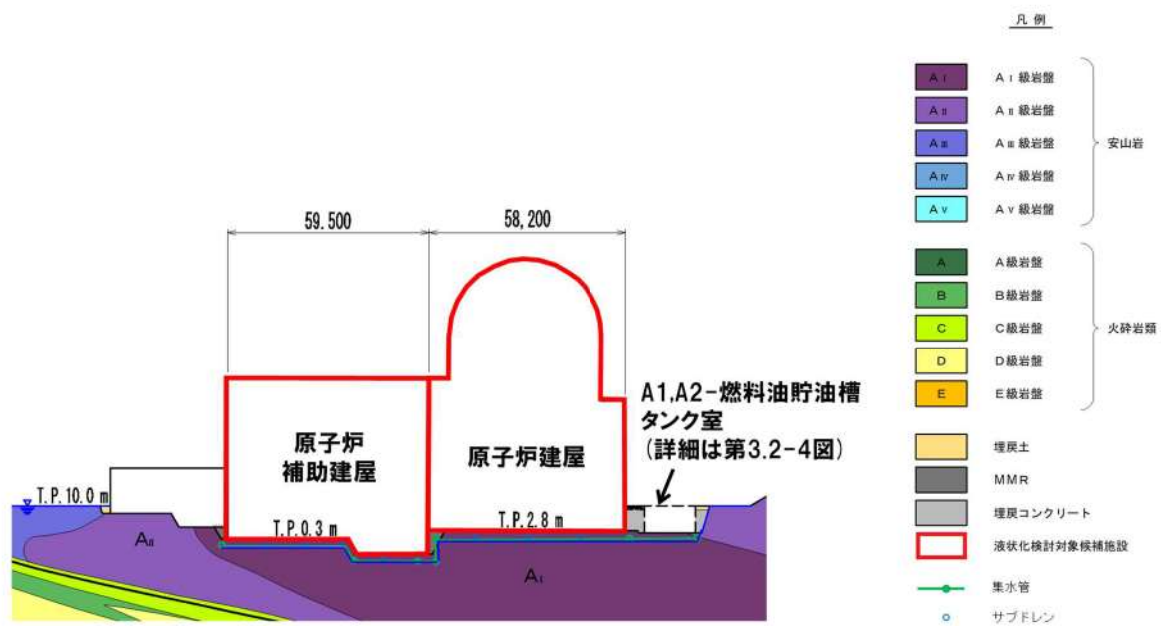 凡 例
AⅠ AⅠ級岩盤
AⅡ AⅡ級岩盤
AⅢ AⅢ級岩盤
AⅣ AⅣ級岩盤
AⅤ AⅤ級岩盤
安山岩
A A級岩盤
B B級岩盤
C C級岩盤
D D級岩盤
E E級岩盤
火砕岩類
埋戻土
MMR
埋戻コンクリート
液状化検討対象候補施設
集水管
サブドレン
59.500
58,200
A1,A2-燃料油貯油槽
タンク室
(詳細は第3.2-4図)
原子炉
補助建屋
原子炉建屋
T.P.10.0 m
T.P.0.3 m
T.P.2.8 m
AⅡ
AⅠ